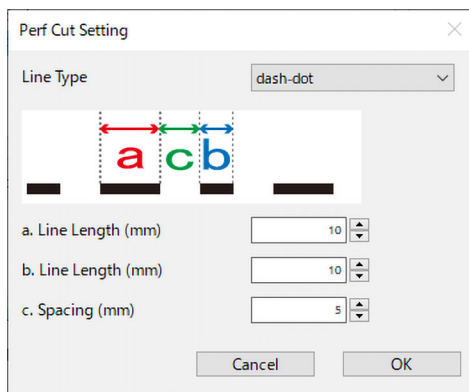 Perf Cut Setting
Line Type
dash-dot
a c b
a. Line Length (mm)
10
b. Line Length (mm)
10
c. Spacing (mm)
5
Cancel
OK